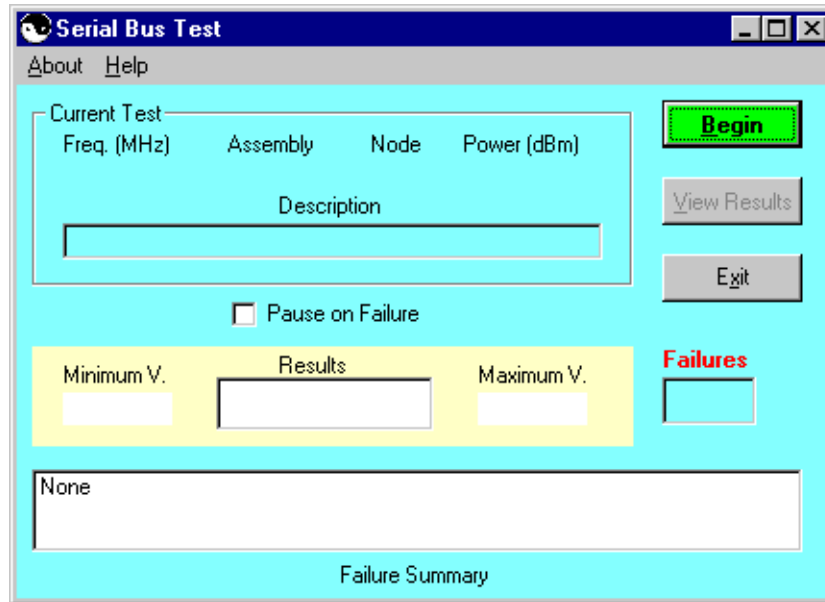 Serial Bus Test
About Help
Current Test
Freq. (MHz) Assembly Node Power (dBm)
Description
Begin
View Results
Exit
Pause on Failure
Minimum V. Results Maximum V.
Failures
None
Failure Summary